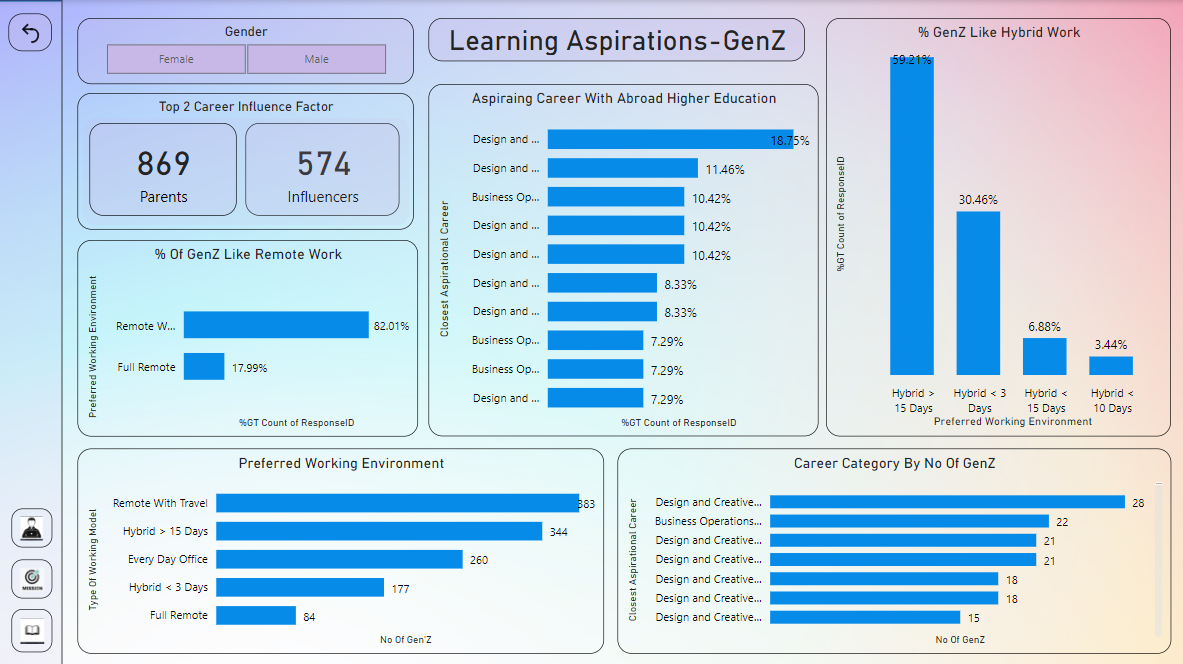 Gender
Female
Male
Top 2 Career Influence Factor
869
Parents
574
Influencers
% Of GenZ Like Remote Work
Preferred Working Environment
Remote W...
82.01%
Full Remote
17.99%
%GT Count of ResponseID
Learning Aspirations-GenZ
Aspiraing Career With Abroad Higher Education
Closest Aspirational Career
Design and ...
18.75%
Design and ...
11.46%
Business Op...
10.42%
Design and ...
10.42%
Design and ...
10.42%
Design and ...
8.33%
Design and ...
8.33%
Business Op...
7.29%
Business Op...
7.29%
Design and ...
7.29%
%GT Count of ResponseID
% GenZ Like Hybrid Work
%GT Count of ResponseID
59.21%
30.46%
6.88%
3.44%
Hybrid >
15 Days
Hybrid < 3
Days
Hybrid <
15 Days
Hybrid <
10 Days
Preferred Working Environment
Preferred Working Environment
Type Of Working Model
Remote With Travel
383
Hybrid > 15 Days
344
Every Day Office
260
Hybrid < 3 Days
177
Full Remote
84
No Of Gen'Z
Career Category By No Of GenZ
Closest Aspirational Career
Design and Creative...
28
Business Operations...
22
Design and Creative...
21
Design and Creative...
21
Design and Creative...
18
Design and Creative...
18
Design and Creative...
15
No Of GenZ
MISSION